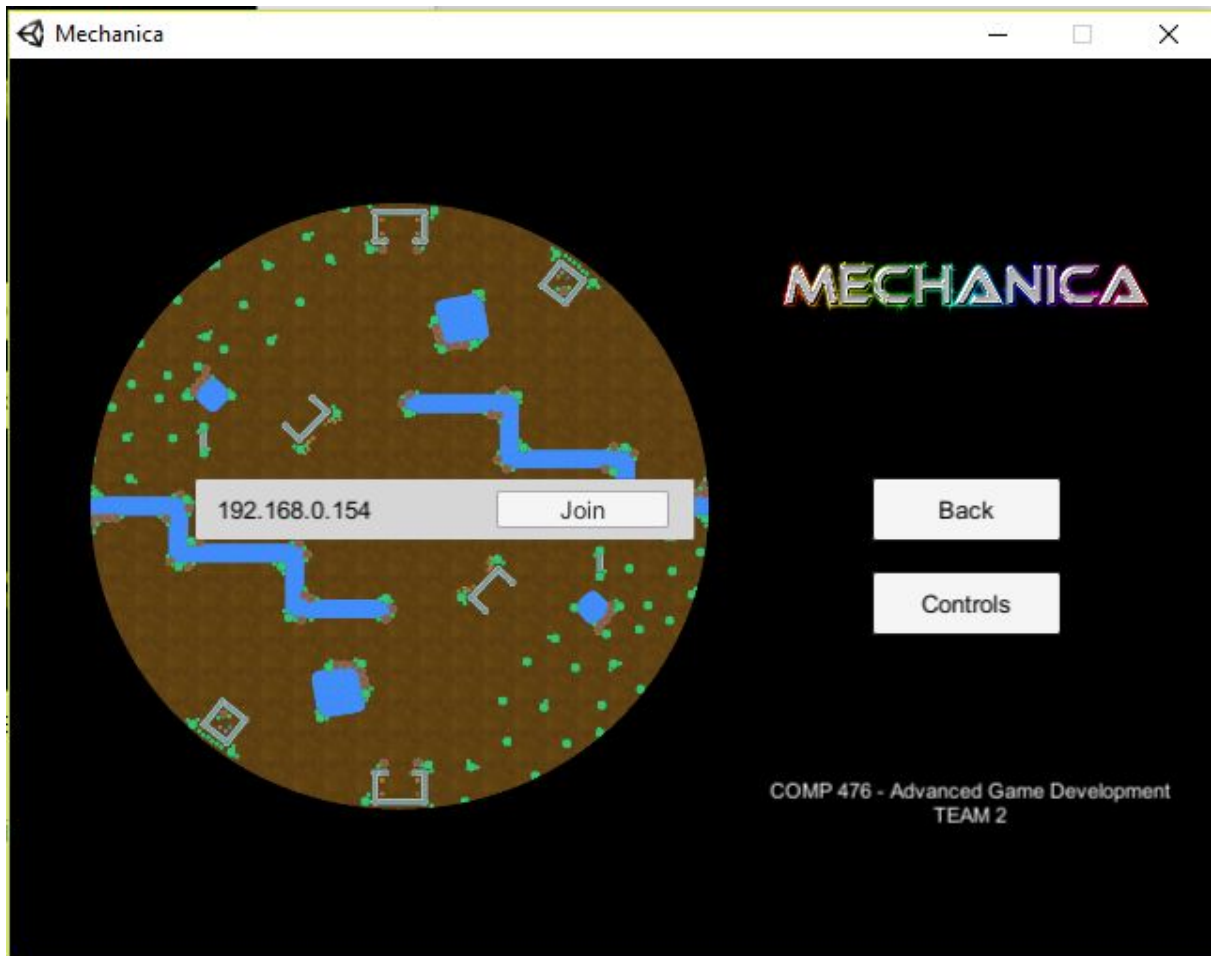 Mechanica
MECHANICA
192.168.0.154
Join
Back
Controls
COMP 476 - Advanced Game Development
TEAM 2